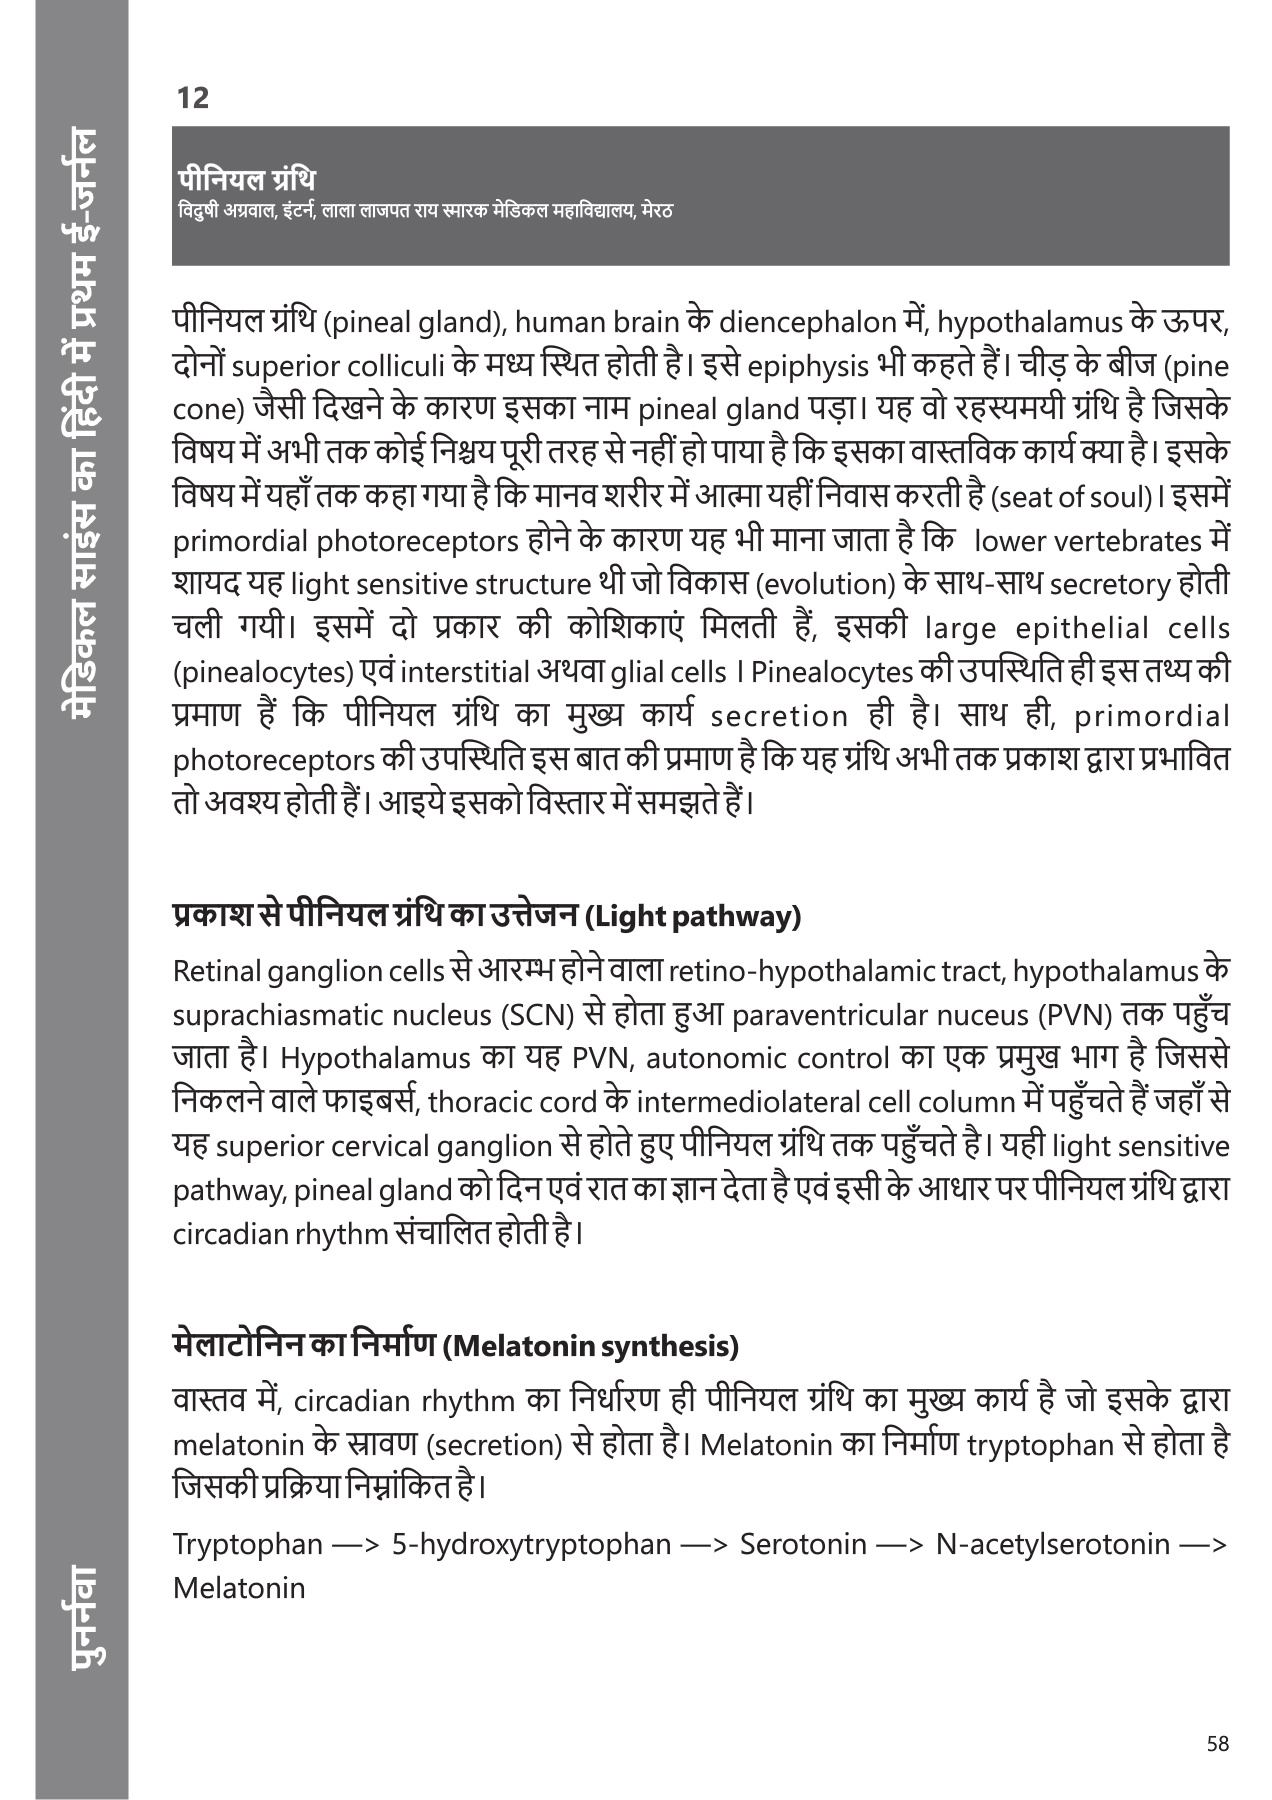 मेडिकल साइंस का हिंदी में प्रथम ई-जर्नल
पुनर्नवा
12
पीनियल ग्रंथि
विदुषी अग्रवाल, इंटर्न, लाला लाजपत राय स्मारक मेडिकल महाविद्यालय, मेरठ
पीनियल ग्रंथि (pineal gland), human brain के diencephalon में, hypothalamus के ऊपर,
दोनों superior colliculi के मध्य स्थित होती है। इसे epiphysis भी कहते हैं। चीड़ के बीज (pine
cone) जैसी दिखने के कारण इसका नाम pineal gland पड़ा। यह वो रहस्यमयी ग्रंथि है जिसके
विषय में अभी तक कोई निश्चय पूरी तरह से नहीं हो पाया है कि इसका वास्तविक कार्य क्या है। इसके
विषय में यहाँ तक कहा गया है कि मानव शरीर में आत्मा यहीं निवास करती है (seat of soul)। इसमें
primordial photoreceptors होने के कारण यह भी माना जाता है कि lower vertebrates में
शायद यह light sensitive structure थी जो विकास (evolution) के साथ-साथ secretory होती
चली गयी। इसमें दो प्रकार की कोशिकाएं मिलती हैं, इसकी large epithelial cells
(pinealocytes) एवं interstitial अथवा glial cells । Pinealocytes की उपस्थिति ही इस तथ्य की
प्रमाण हैं कि पीनियल ग्रंथि का मुख्य कार्य secretion ही है। साथ ही, primordial
photoreceptors की उपस्थिति इस बात की प्रमाण है कि यह ग्रंथि अभी तक प्रकाश द्वारा प्रभावित
तो अवश्य होती हैं। आइये इसको विस्तार में समझते हैं।
प्रकाश से पीनियल ग्रंथि का उत्तेजन (Light pathway)
Retinal ganglion cells से आरम्भ होने वाला retino-hypothalamic tract, hypothalamus के
suprachiasmatic nucleus (SCN) से होता हुआ paraventricular nuceus (PVN) तक पहुँच
जाता है। Hypothalamus का यह PVN, autonomic control का एक प्रमुख भाग है जिससे
निकलने वाले फाइबर्स, thoracic cord के intermediolateral cell column में पहुँचते हैं जहाँ से
यह superior cervical ganglion से होते हुए पीनियल ग्रंथि तक पहुँचते है। यही light sensitive
pathway, pineal gland को दिन एवं रात का ज्ञान देता है एवं इसी के आधार पर पीनियल ग्रंथि द्वारा
circadian rhythm संचालित होती है।
मेलाटोनिन का निर्माण (Melatonin synthesis)
वास्तव में, circadian rhythm का निर्धारण ही पीनियल ग्रंथि का मुख्य कार्य है जो इसके द्वारा
melatonin के स्रावण (secretion) से होता है। Melatonin का निर्माण tryptophan से होता है
जिसकी प्रक्रिया निम्नांकित है।
Tryptophan —> 5-hydroxytryptophan —> Serotonin —> N-acetylserotonin —>
Melatonin
58